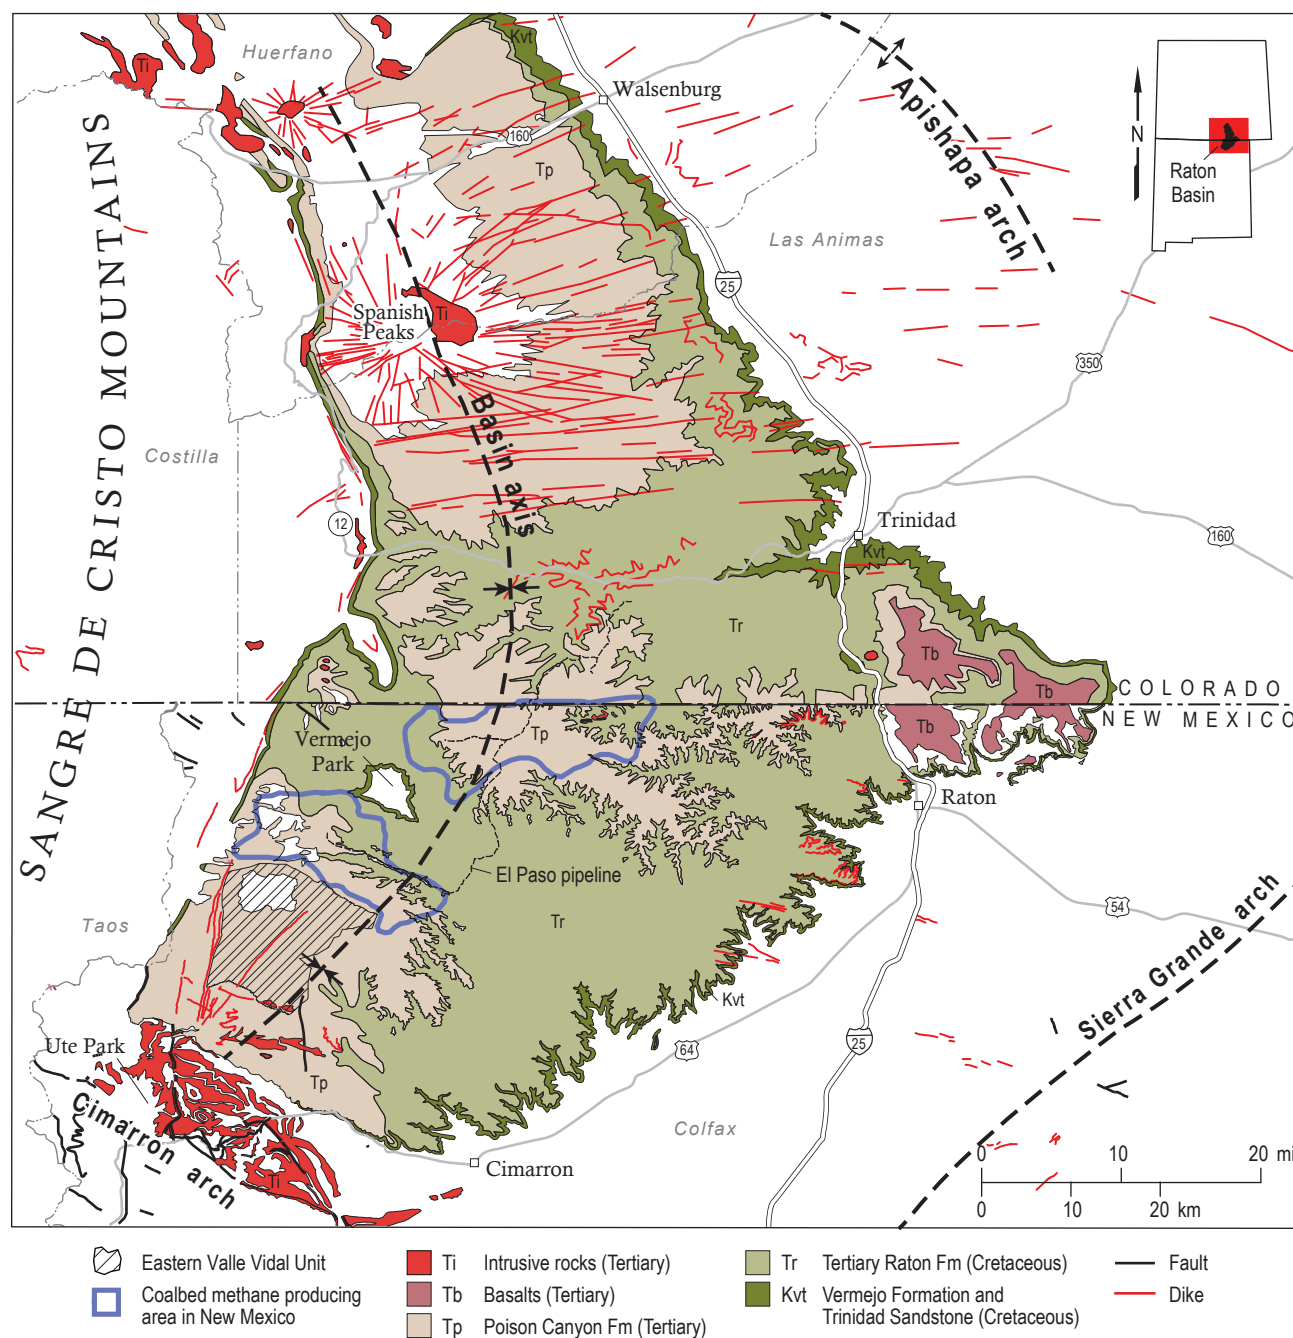 Huerfano
Kvt
Ti
Walsenburg
160
Tp
Apishapa arch
N
Raton
Basin
Las Animas
25
Spanish
Peaks
Ti
350
Basin axis
SANGRE DE CRISTO MOUNTAINS
Costilla
12
Trinidad
Kvt
160
Tr
Tb
Tb
COLORADO
NEW MEXICO
Tb
Tp
Vermejo
Park
Raton
El Paso pipeline
54
Tr
Taos
Sierra Grande arch
Kvt
25
64
Ute Park
Tp
Cimarron arch
Colfax
Cimarron
Ti
0 10 20 mi
0 10 20 km
Eastern Valle Vidal Unit
Coalbed methane producing
area in New Mexico
Ti Intrusive rocks (Tertiary)
Tb Basalts (Tertiary)
Tp Poison Canyon Fm (Tertiary)
Tr Tertiary Raton Fm (Cretaceous)
Kvt Vermejo Formation and
Trinidad Sandstone (Cretaceous)
Fault
Dike